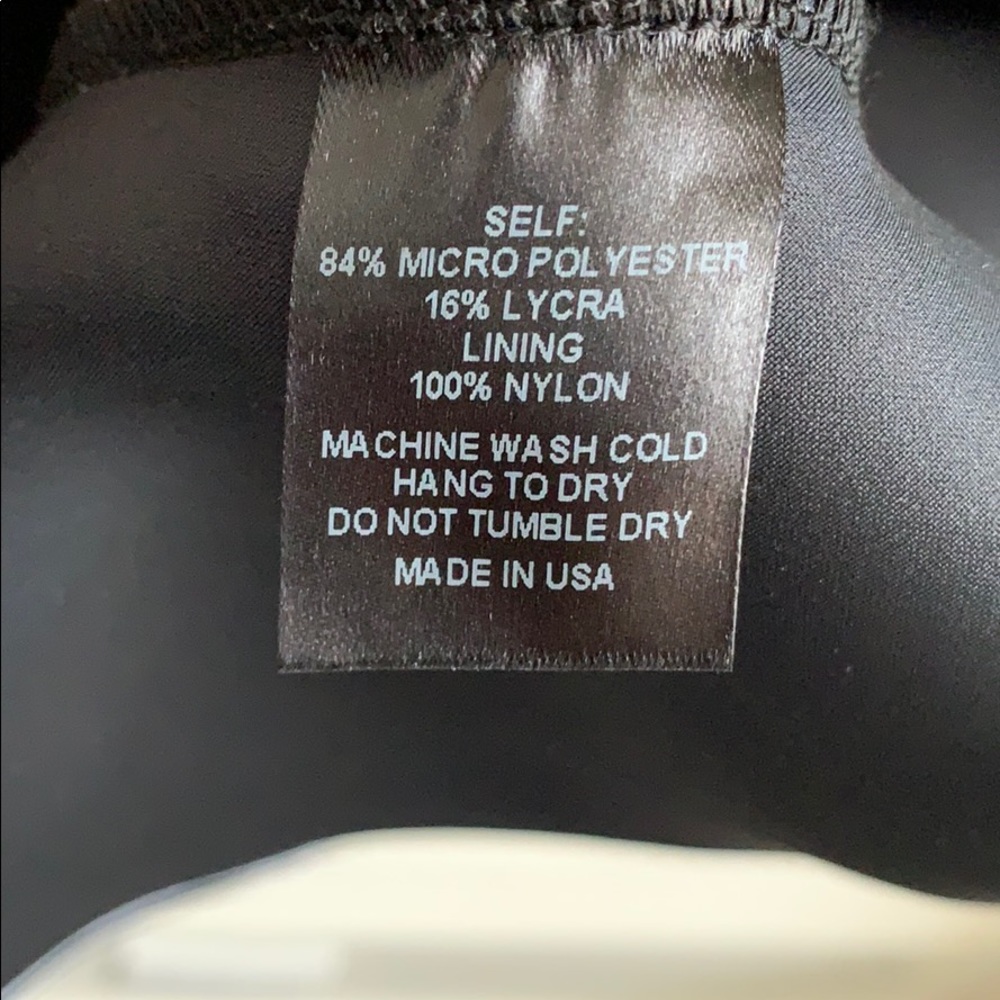 SELF:
84% MICRO POLYESTER
16% LYCRA
LINING
100% NYLON
MACHINE WASH COLD
HANG TO DRY
DO NOT TUMBLE DRY
MADE IN USA